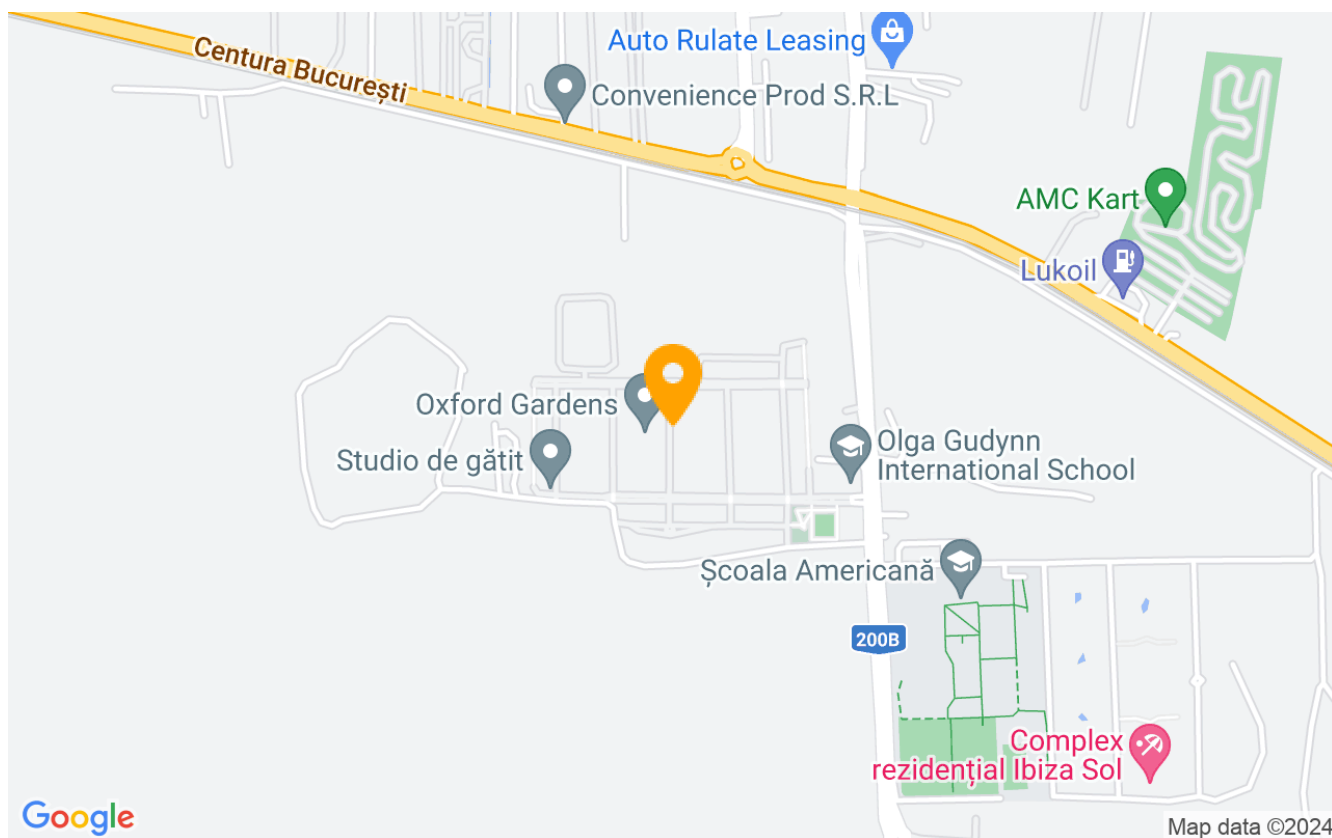 Auto Rulate Leasing
Centura București
Convenience Prod S.R.L
AMC Kart
Lukoil
Oxford Gardens
Studio de gătit
Olga Gudynn
International School
Școala Americană
200B
Complex
rezidențial Ibiza Sol
Google
Map data ©2024